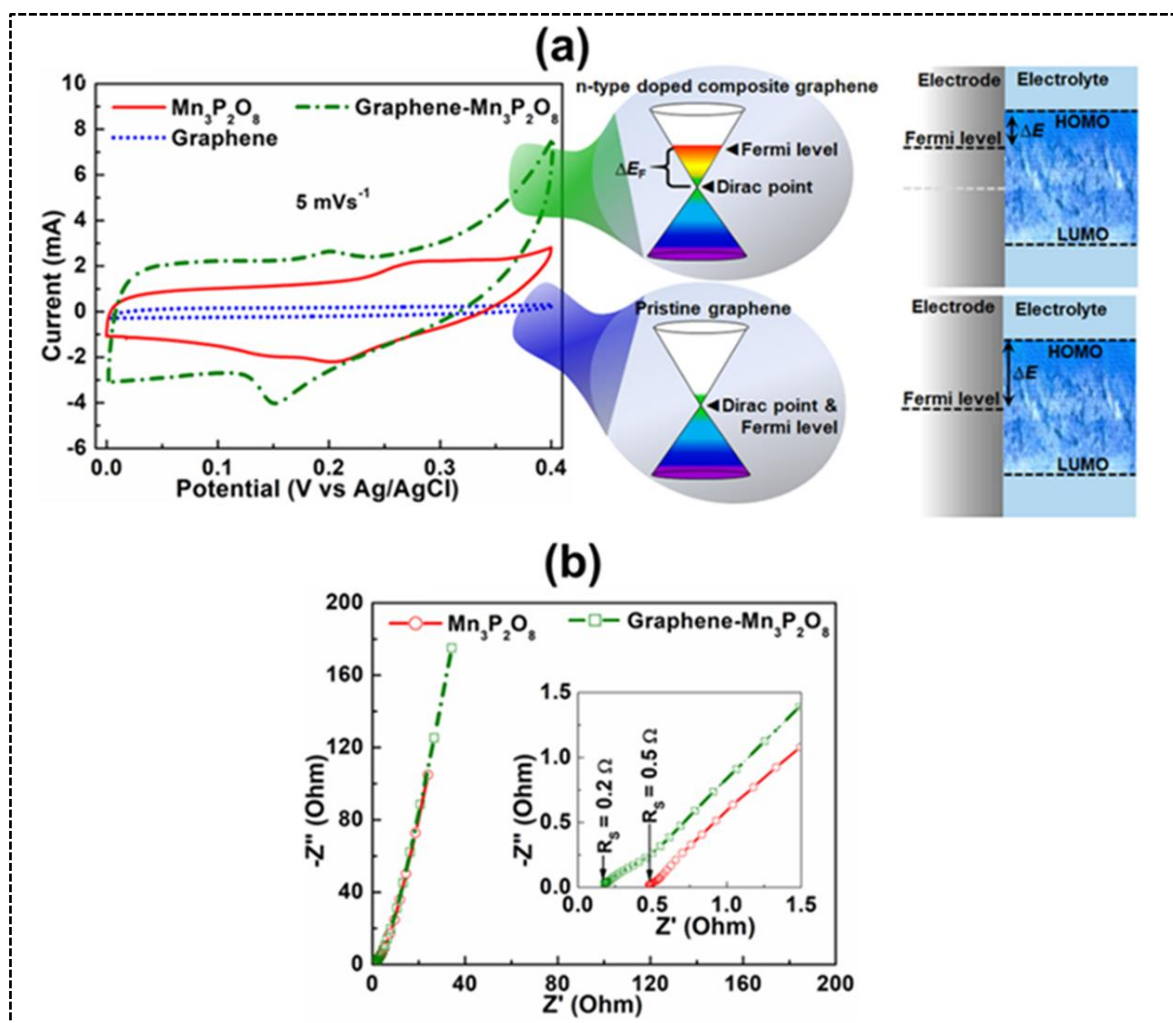 (a)
10
8
6
4
2
0
-2
-4
-6
Current (mA)
Mn₃P₂O₈
Graphene-Mn₃P₂O₈
Graphene
5 mVs⁻¹
0.0 0.1 0.2 0.3 0.4
Potential (V vs Ag/AgCl)
n-type doped composite graphene
Fermi level
ΔE_F
Dirac point
Pristine graphene
Dirac point &
Fermi level
Electrode
Electrolyte
HOMO
ΔE
Fermi level
LUMO
Electrode
Electrolyte
HOMO
ΔE
Fermi level
LUMO
(b)
200
160
120
80
40
0
-Z" (Ohm)
Mn₃P₂O₈
Graphene-Mn₃P₂O₈
1.5
1.0
0.5
0.0
-Z" (Ohm)
R_S = 0.2 Ω
R_S = 0.5 Ω
0.0 0.5 1.0 1.5
Z' (Ohm)
0 40 80 120 160 200
Z' (Ohm)